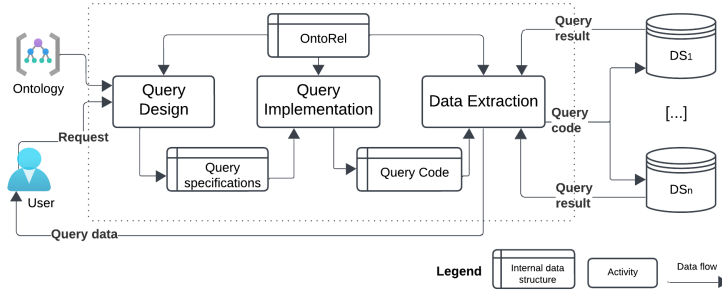 OntoRel
Query
result
DS1
Ontology
Query
Design
Query
Implementation
Data Extraction
Query
code
[...]
Request
Query
specifications
Query Code
User
Query
result
DSn
Query data
Legend
Internal data
structure
Activity
Data flow